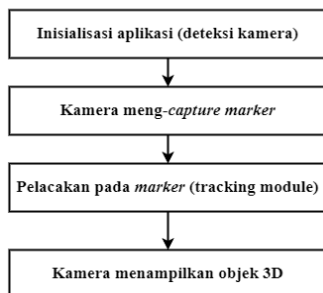 Inisialisasi aplikasi (deteksi kamera)
Kamera meng-capture marker
Pelacakan pada marker (tracking module)
Kamera menampilkan objek 3D